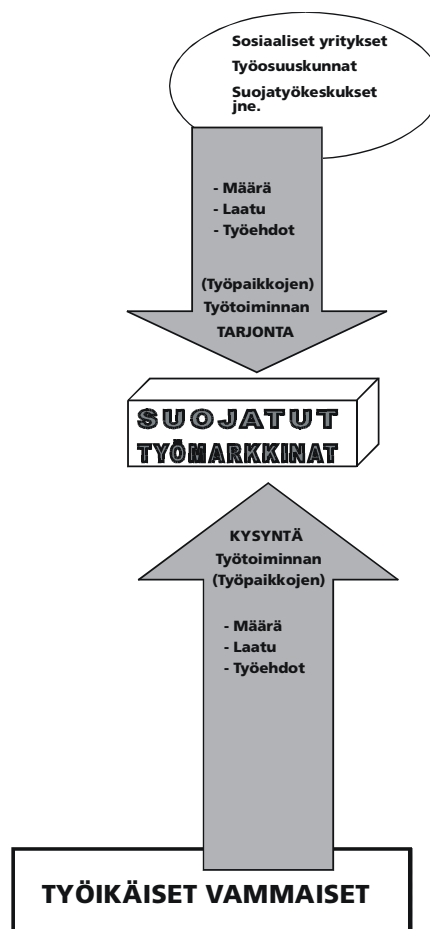 Sosiaaliset yritykset
Työosuuskunnat
Suojatyökeskukset
jne.
- Määrä
- Laatu
- Työehdot
(Työpaikkojen)
Työtoiminnan
TARJONTA
SUOJATUT
TYÖMARKKINAT
KYSYNTÄ
Työtoiminnan
(Työpaikkojen)
- Määrä
- Laatu
- Työehdot
TYÖIKÄISET VAMMAISET